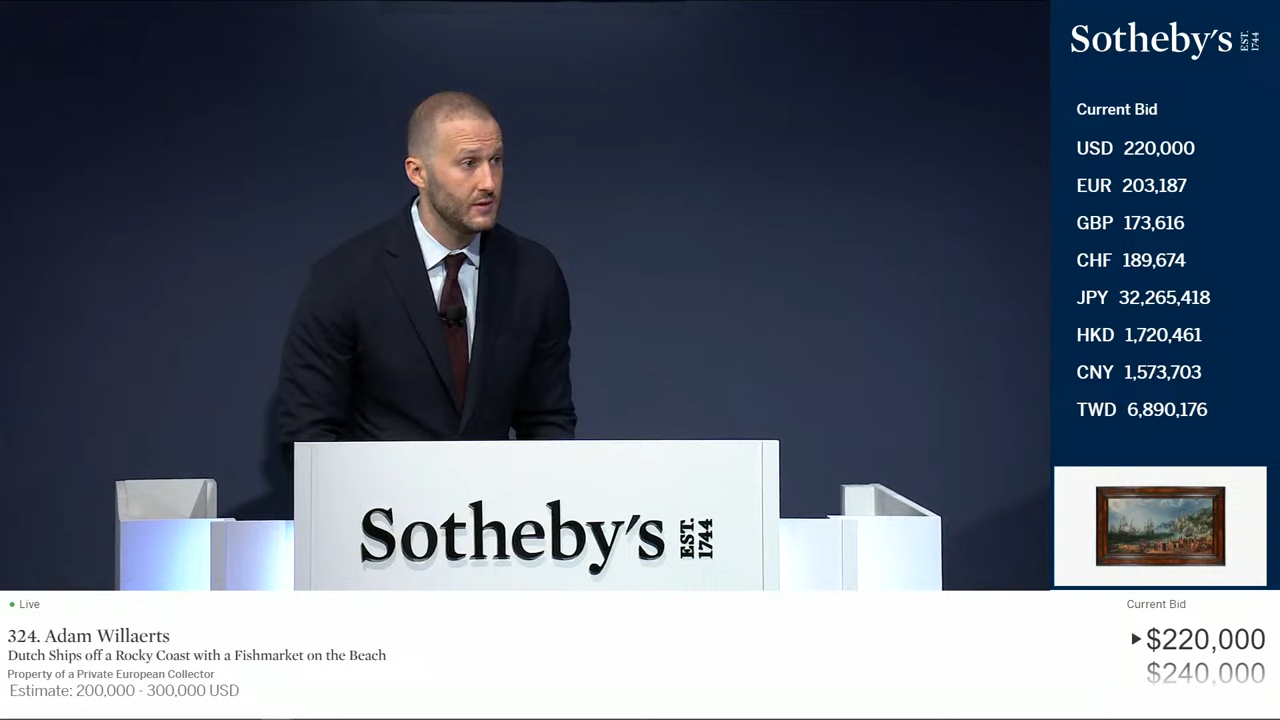 Sotheby's EST. 1744
Current Bid
USD 220,000
EUR 203,187
GBP 173,616
CHF 189,674
JPY 32,265,418
HKD 1,720,461
CNY 1,573,703
TWD 6,890,176
Sotheby's EST. 1744
Live
324. Adam Willaerts
Dutch Ships off a Rocky Coast with a Fishmarket on the Beach
Property of a Private European Collector
Estimate: 200,000 - 300,000 USD
Current Bid
$220,000
$240,000